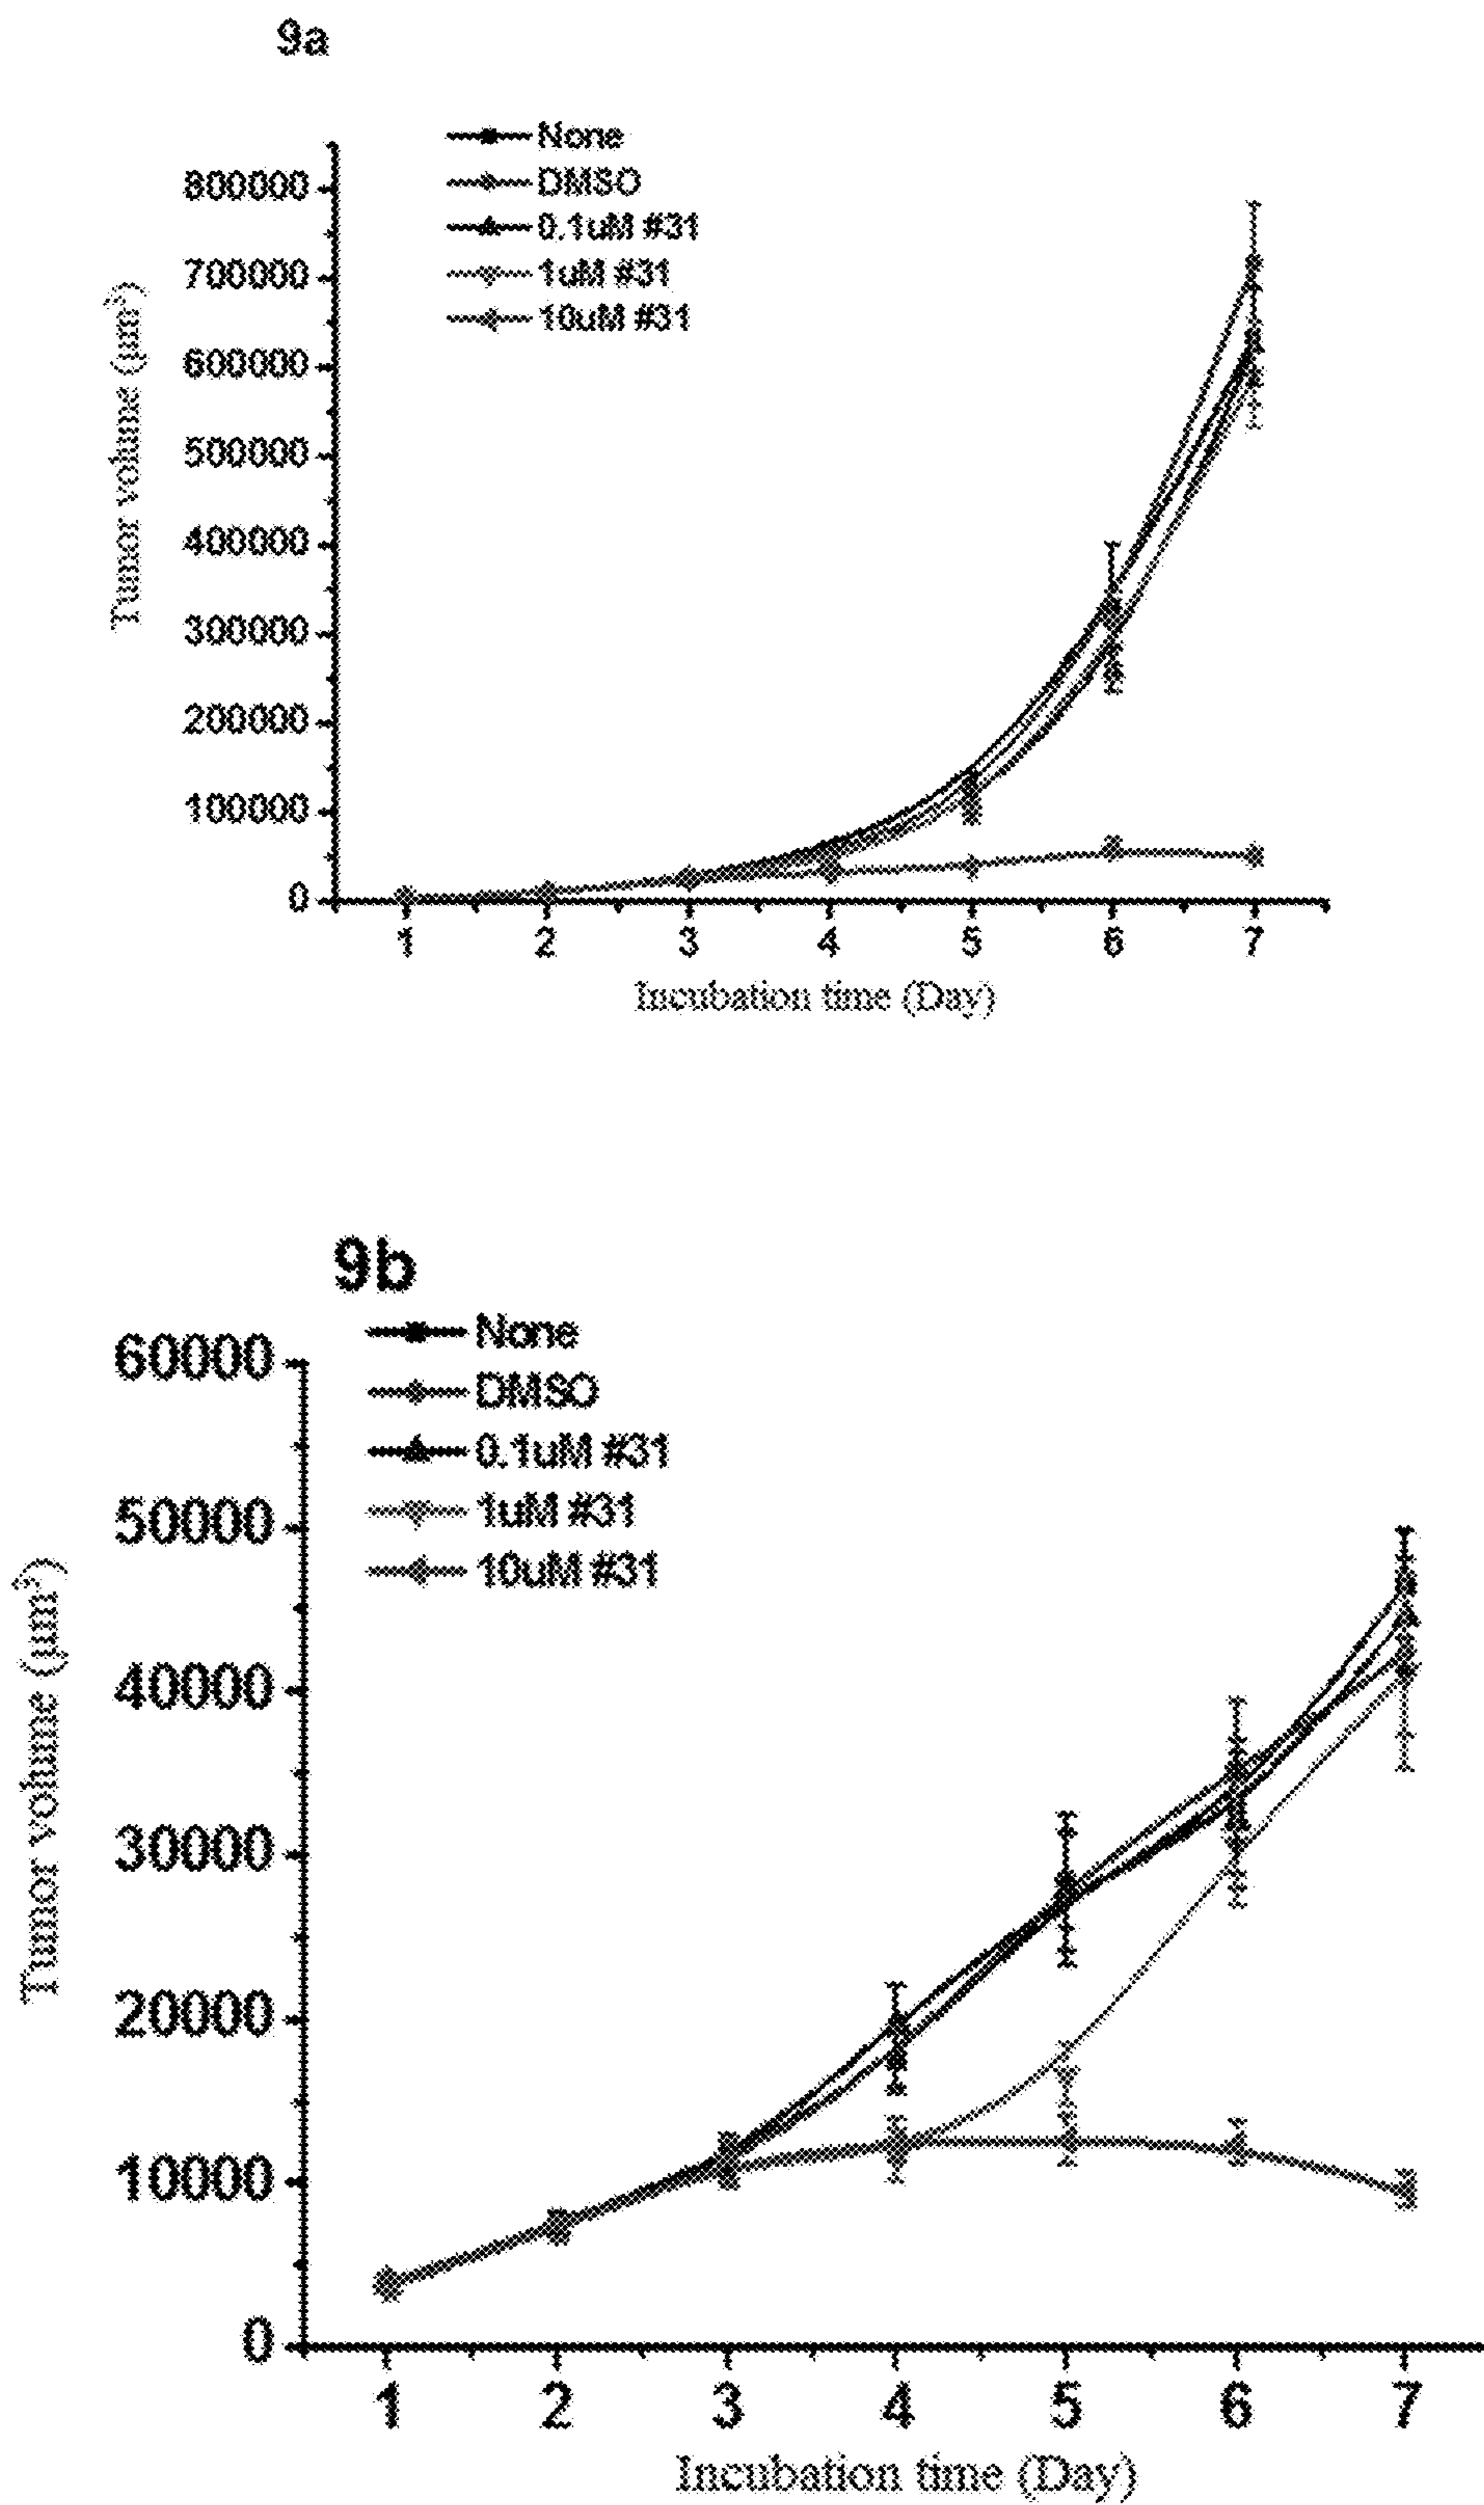 9a
None
DMSO
0.1uM #31
1uM #31
10uM #31
Tumor volume (μm³)
800000
700000
600000
500000
400000
300000
200000
100000
0
1 2 3 4 5 6 7
Incubation time (Day)
9b
None
DMSO
0.1uM #31
1uM #31
10uM #31
Tumor volume (μm³)
60000
50000
40000
30000
20000
10000
0
1 2 3 4 5 6 7
Incubation time (Day)